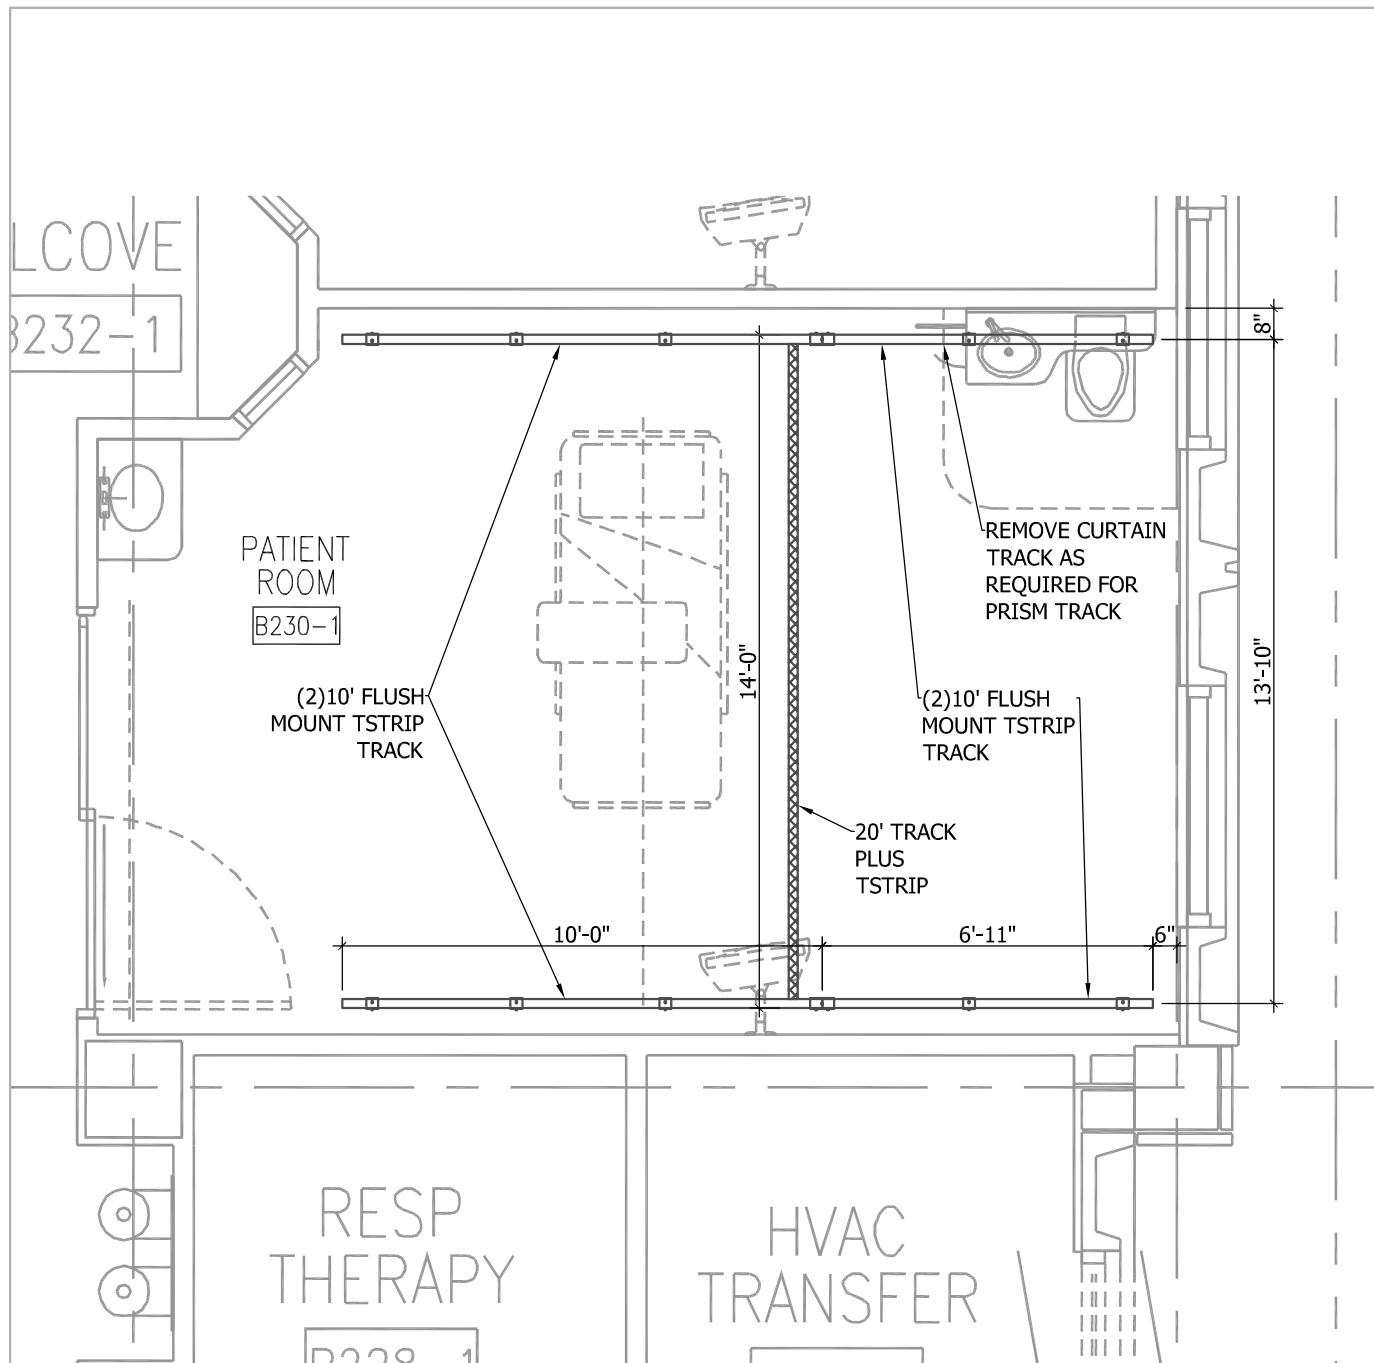 LCOVE
B232-1
8"
PATIENT
ROOM
B230-1
REMOVE CURTAIN
TRACK AS
REQUIRED FOR
PRISM TRACK
14'-0"
13'-10"
(2)10' FLUSH
MOUNT TSTRIP
TRACK
(2)10' FLUSH
MOUNT TSTRIP
TRACK
20' TRACK
PLUS
TSTRIP
10'-0"
6'-11"
6"
RESP
THERAPY
B228-1
HVAC
TRANSFER